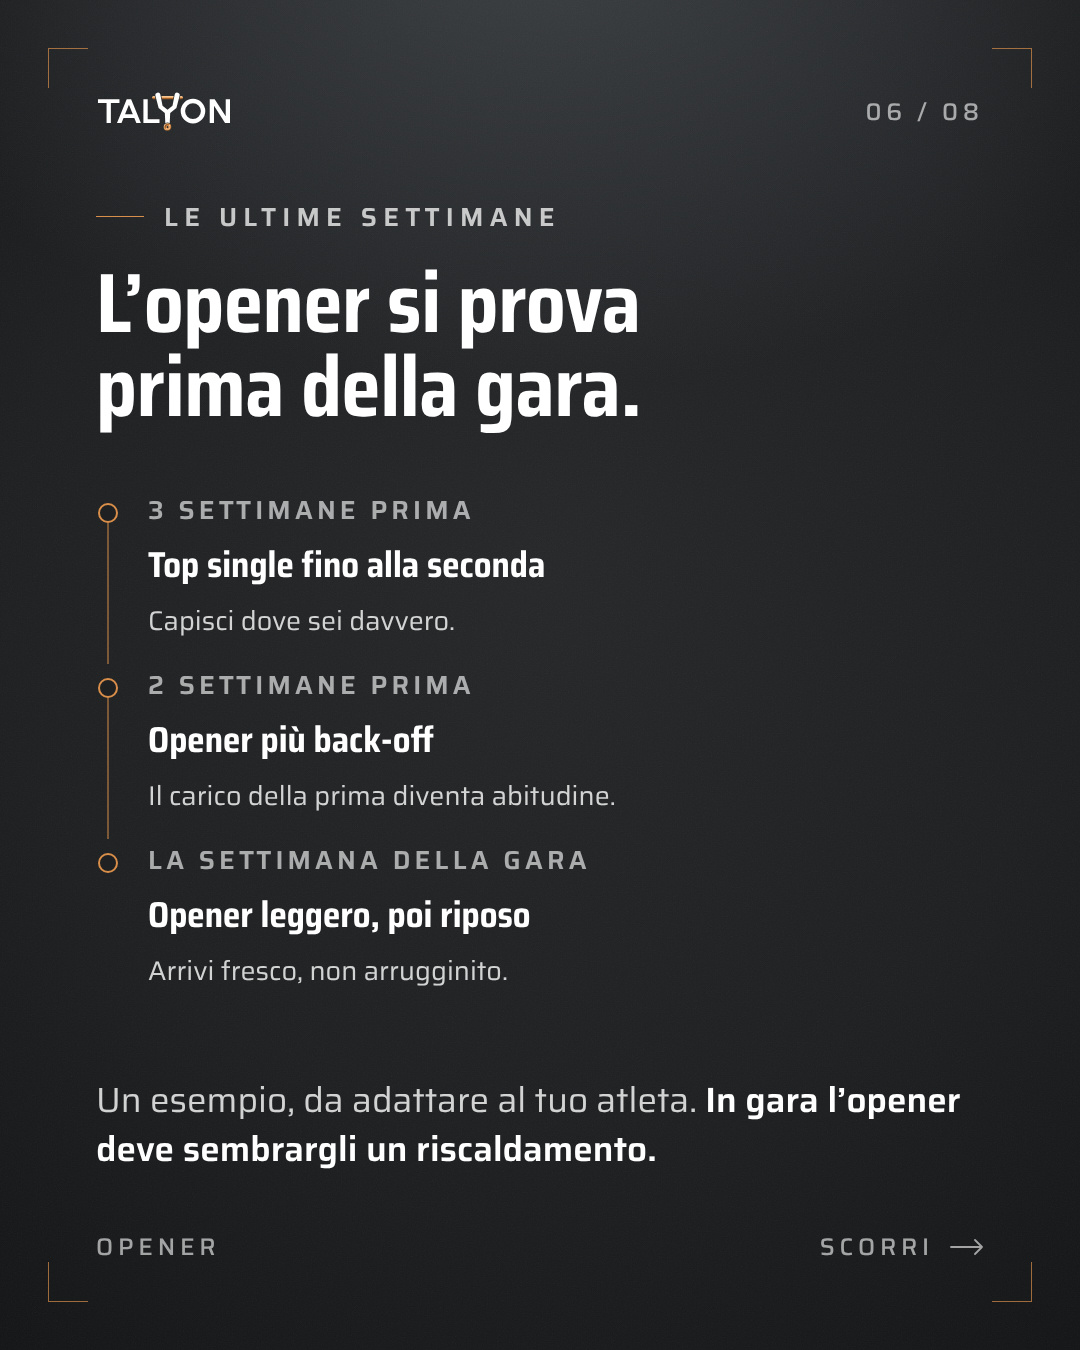 TALYON
06 / 08
LE ULTIME SETTIMANE
L’opener si prova
prima della gara.
3 SETTIMANE PRIMA
Top single fino alla seconda
Capisci dove sei davvero.
2 SETTIMANE PRIMA
Opener più back-off
Il carico della prima diventa abitudine.
LA SETTIMANA DELLA GARA
Opener leggero, poi riposo
Arrivi fresco, non arrugginito.
Un esempio, da adattare al tuo atleta. In gara l’opener
deve sembrargli un riscaldamento.
OPENER
SCORRI →